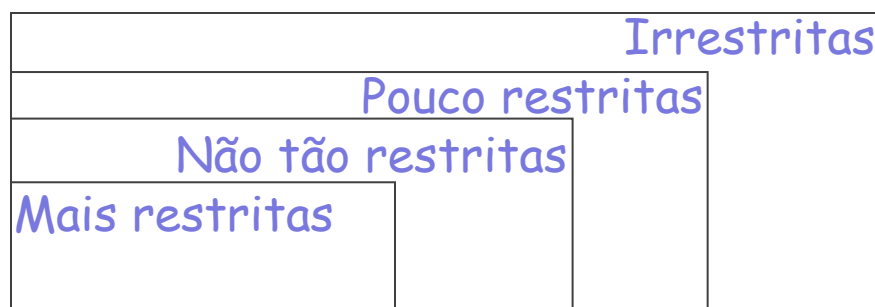 Irrestritas
Pouco restritas
Não tão restritas
Mais restritas